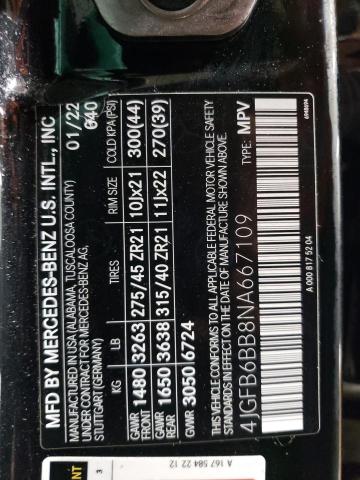 MFD BY MERCEDES-BENZ U.S. INTL., INC
MANUFACTURED IN USA (ALABAMA, TUSCALOOSA COUNTY) 01/22
UNDER CONTRACT FOR MERCEDES-BENZ AG, 040
STUTTGART (GERMANY)
KG LB TIRES RIM SIZE COLD KPA (PSI)
GAWR FRONT 1480 3263 275/45 ZR21 10Jx21 300(44)
GAWR REAR 1650 3638 315/40 ZR21 11Jx22 270(39)
GVWR 3050 6724
THIS VEHICLE CONFORMS TO ALL APPLICABLE FEDERAL MOTOR VEHICLE SAFETY
STANDARDS IN EFFECT ON THE DATE OF MANUFACTURE SHOWN ABOVE.
4JGFB6BB8NA667109 TYPE: MPV
A 000 817 52 04
A 167 584 22 12
3